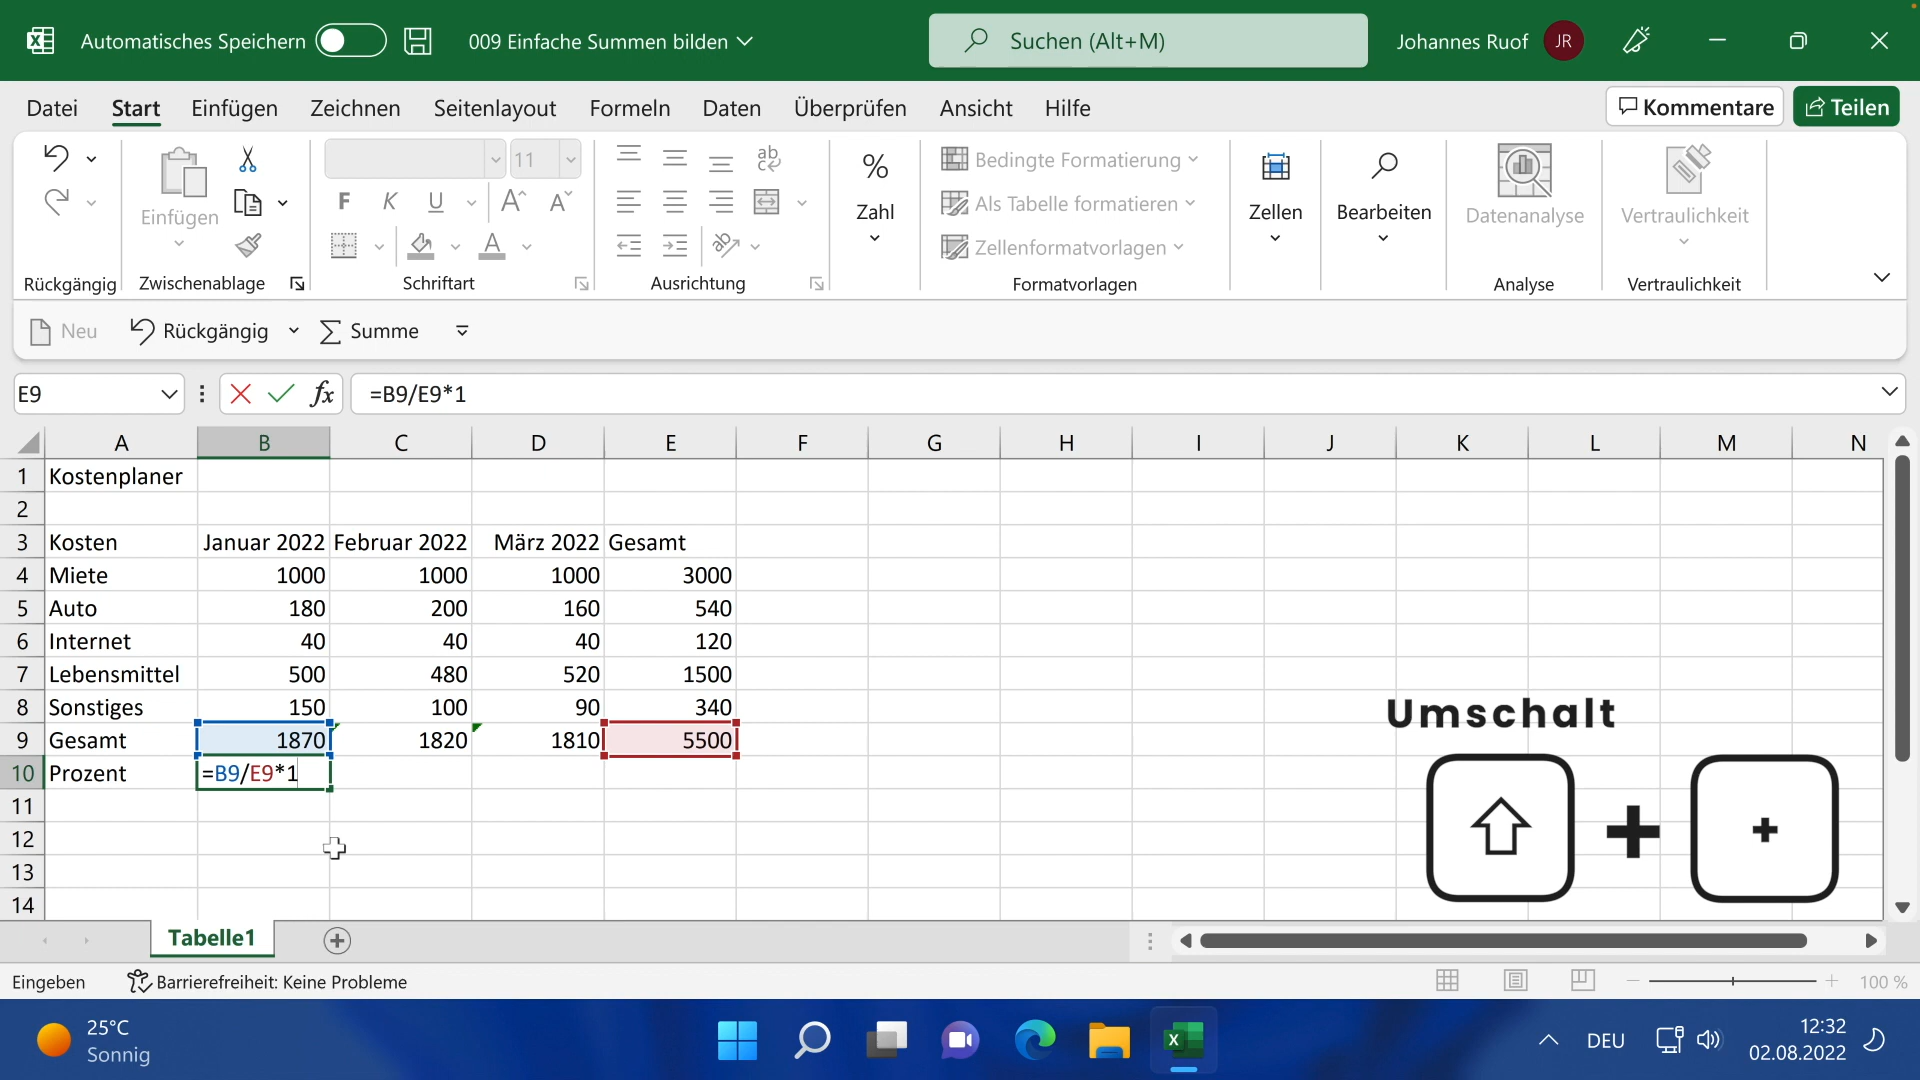 Automatisches Speichern
009 Einfache Summen bilden
Suchen (Alt+M)
Johannes Ruof
JR
Datei Start Einfügen Zeichnen Seitenlayout Formeln Daten Überprüfen Ansicht Hilfe
Kommentare
Teilen
Einfügen
11
F K U A A
A
ab
c
ab
%
Zahl
Bedingte Formatierung
Als Tabelle formatieren
Zellenformatvorlagen
Zellen
Bearbeiten
Datenanalyse
Vertraulichkeit
Rückgängig Zwischenablage Schriftart Ausrichtung Formatvorlagen Analyse Vertraulichkeit
Neu Rückgängig Σ Summe
E9 fx =B9/E9*1
A B C D E F G H I J K L M N
1 Kostenplaner
2
3 Kosten Januar 2022 Februar 2022 März 2022 Gesamt
4 Miete 1000 1000 1000 3000
5 Auto 180 200 160 540
6 Internet 40 40 40 120
7 Lebensmittel 500 480 520 1500
8 Sonstiges 150 100 90 340
9 Gesamt 1870 1820 1810 5500
10 Prozent =B9/E9*1
11
12
13
14
Umschalt
+ +
Tabelle1
Eingeben Barrierefreiheit: Keine Probleme
100 %
25°C
Sonnig
DEU
12:32
02.08.2022